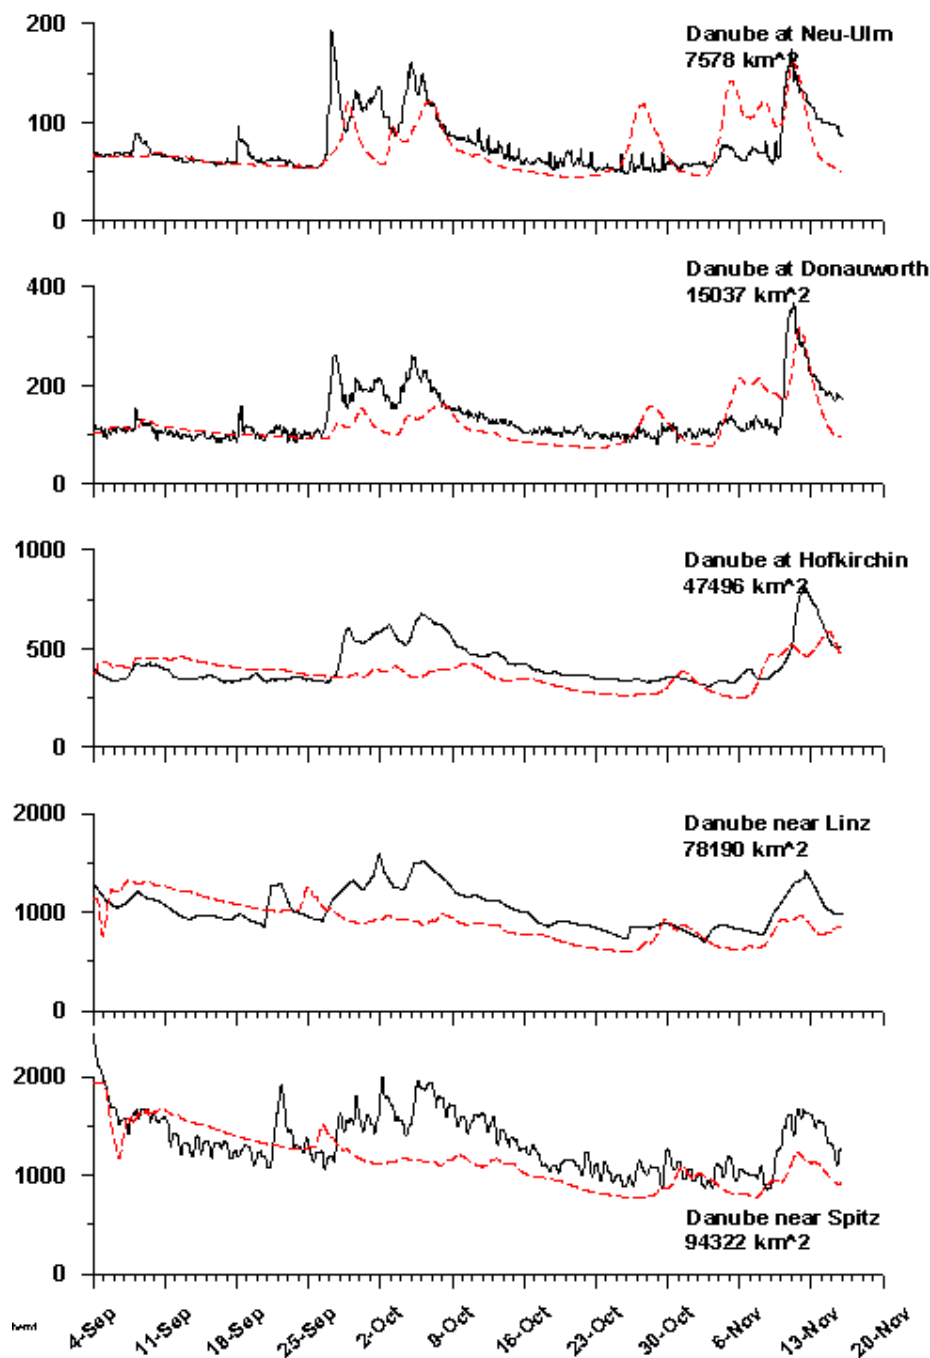 200
Danube at Neu-Ulm
7578 km^2
100
0
Danube at Donauworth
400
15037 km^2
200
0
1000
Danube at Hofkirchin
47496 km^2
500
0
2000
Danube near Linz
78190 km^2
1000
0
2000
1000
Danube near Spitz
94322 km^2
0
4-Sep 11-Sep 18-Sep 25-Sep 2-Oct 9-Oct 16-Oct 23-Oct 30-Oct 6-Nov 13-Nov 20-Nov